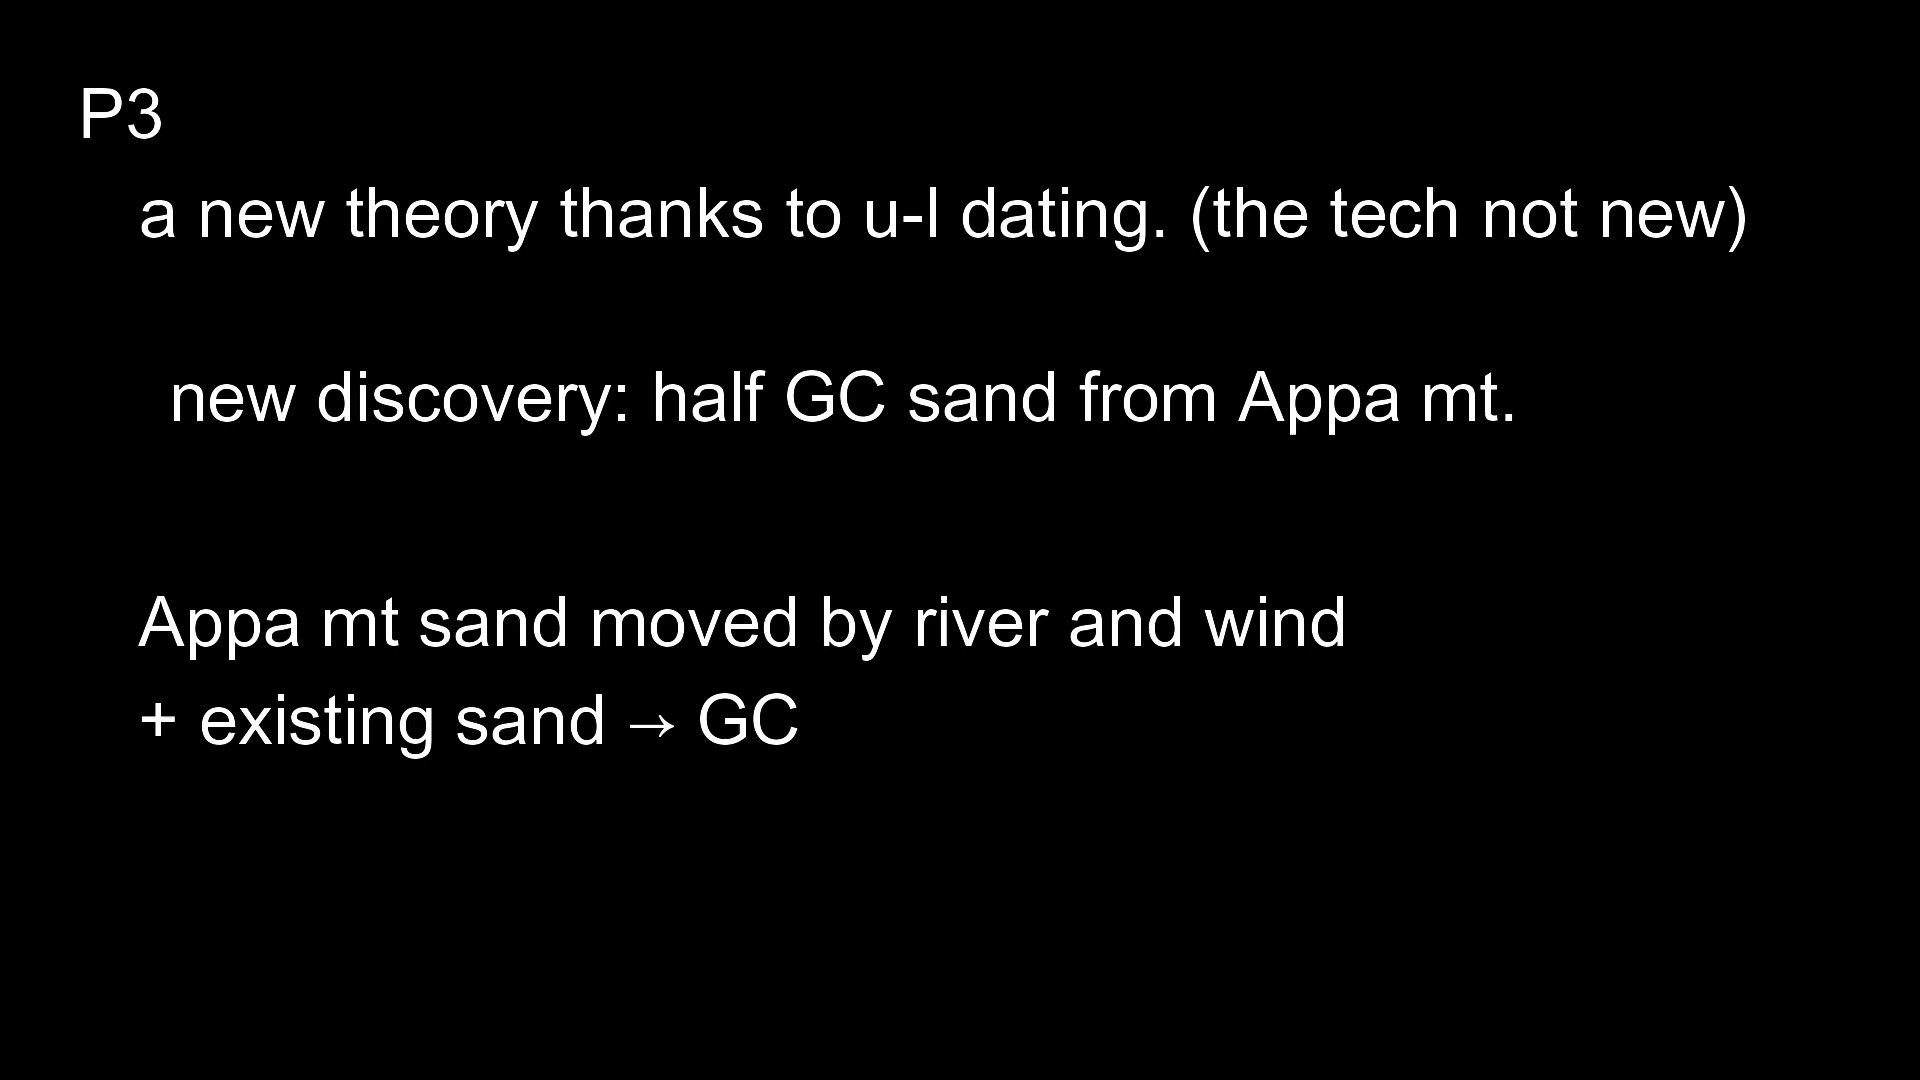 P3
a new theory thanks to u-l dating. (the tech not new)
new discovery: half GC sand from Appa mt.
Appa mt sand moved by river and wind
+ existing sand → GC